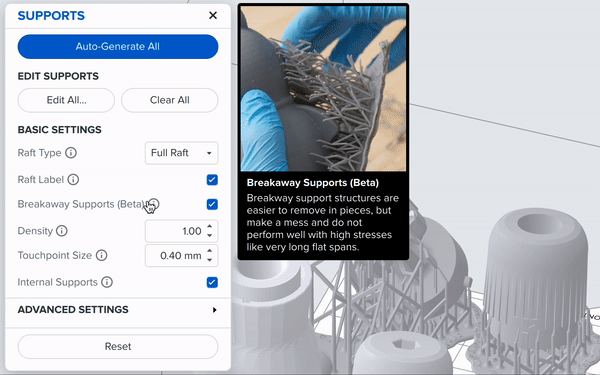 SUPPORTS
Auto-Generate All
EDIT SUPPORTS
Edit All...
Clear All
BASIC SETTINGS
Raft Type
Full Raft
Raft Label
Breakaway Supports (Beta)
Density
1.00
Touchpoint Size
0.40 mm
Internal Supports
ADVANCED SETTINGS
Reset
Breakaway Supports (Beta)
Breakway support structures are
easier to remove in pieces, but
make a mess and do not
perform well with high stresses
like very long flat spans.